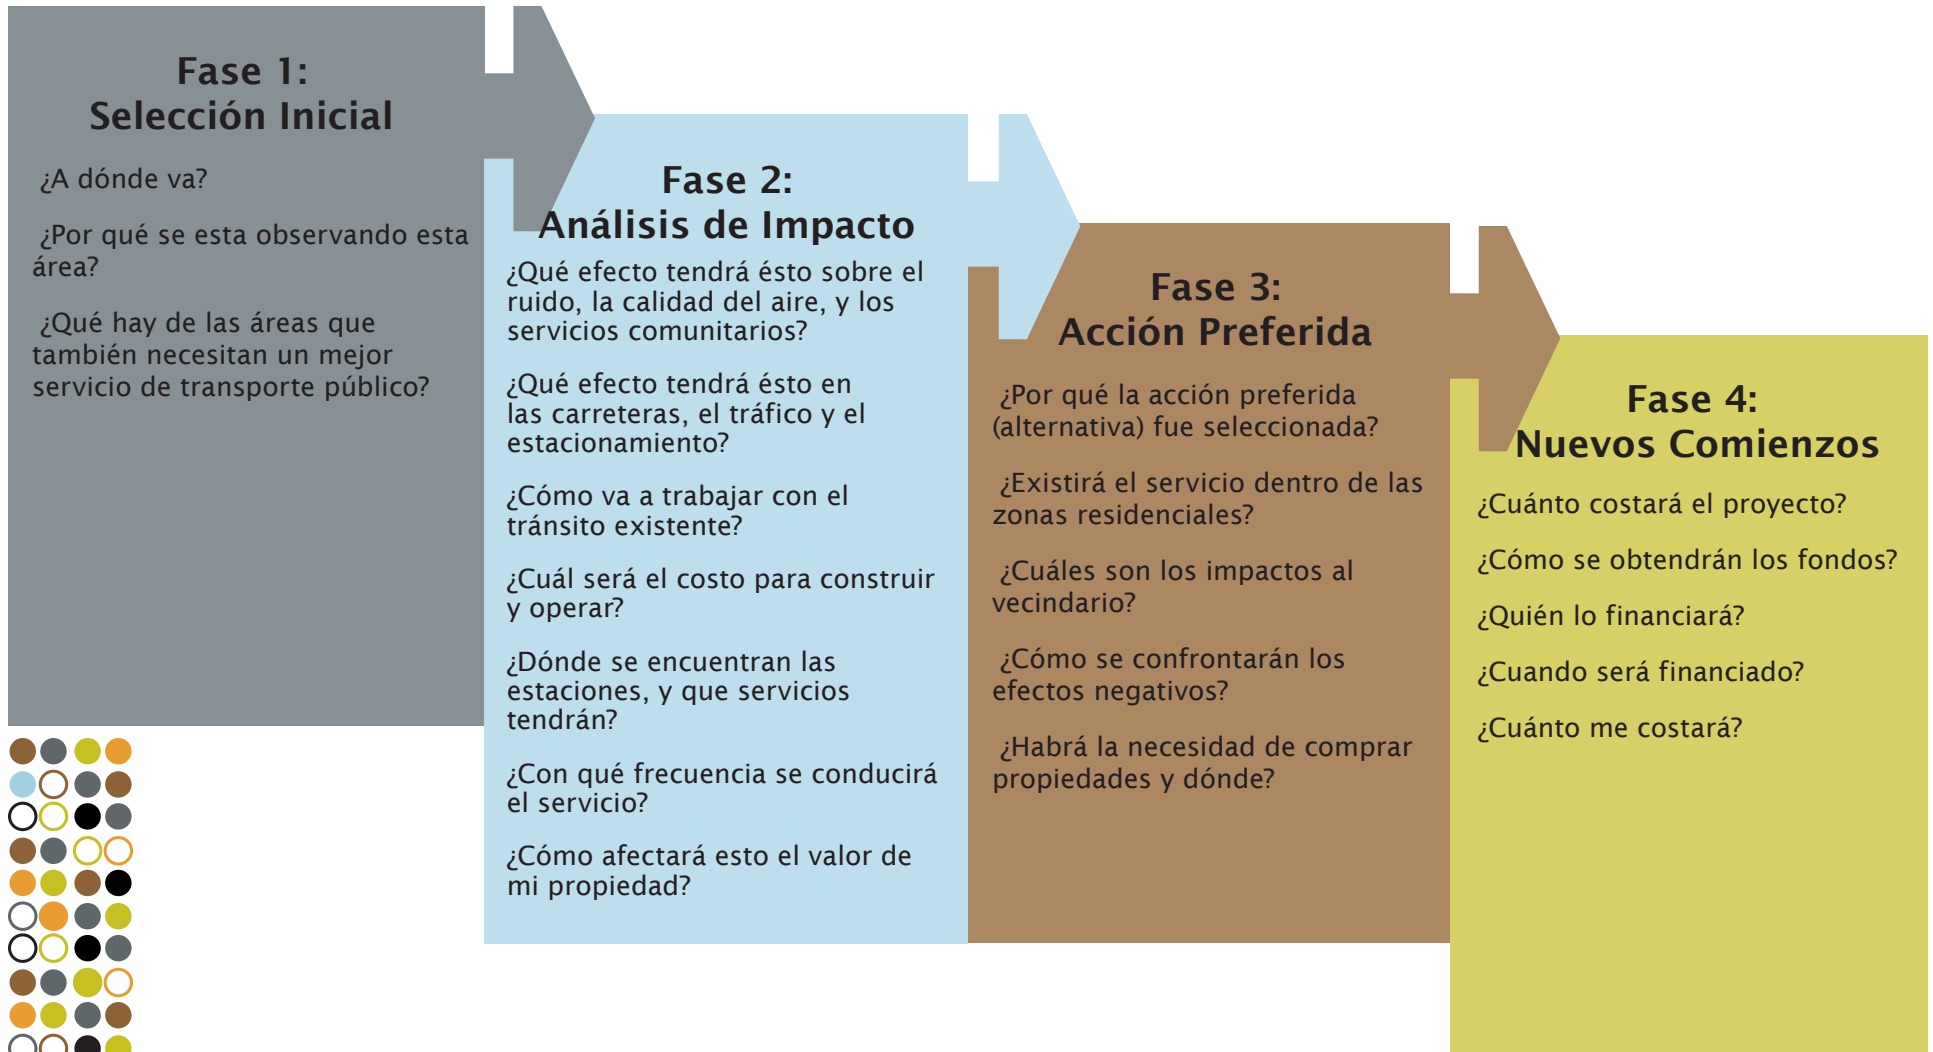 Fase 1:
Selección Inicial
¿A dónde va?
¿Por qué se esta observando esta
área?
¿Qué hay de las áreas que
también necesitan un mejor
servicio de transporte público?
Fase 2:
Análisis de Impacto
¿Qué efecto tendrá ésto sobre el
ruido, la calidad del aire, y los
servicios comunitarios?
¿Qué efecto tendrá ésto en
las carreteras, el tráfico y el
estacionamiento?
¿Cómo va a trabajar con el
tránsito existente?
¿Cuál será el costo para construir
y operar?
¿Dónde se encuentran las
estaciones, y que servicios
tendrán?
¿Con qué frecuencia se conducirá
el servicio?
¿Cómo afectará esto el valor de
mi propiedad?
Fase 3:
Acción Preferida
¿Por qué la acción preferida
(alternativa) fue seleccionada?
¿Existirá el servicio dentro de las
zonas residenciales?
¿Cuáles son los impactos al
vecindario?
¿Cómo se confrontarán los
efectos negativos?
¿Habrá la necesidad de comprar
propiedades y dónde?
Fase 4:
Nuevos Comienzos
¿Cuánto costará el proyecto?
¿Cómo se obtendrán los fondos?
¿Quién lo financiará?
¿Cuando será financiado?
¿Cuánto me costará?